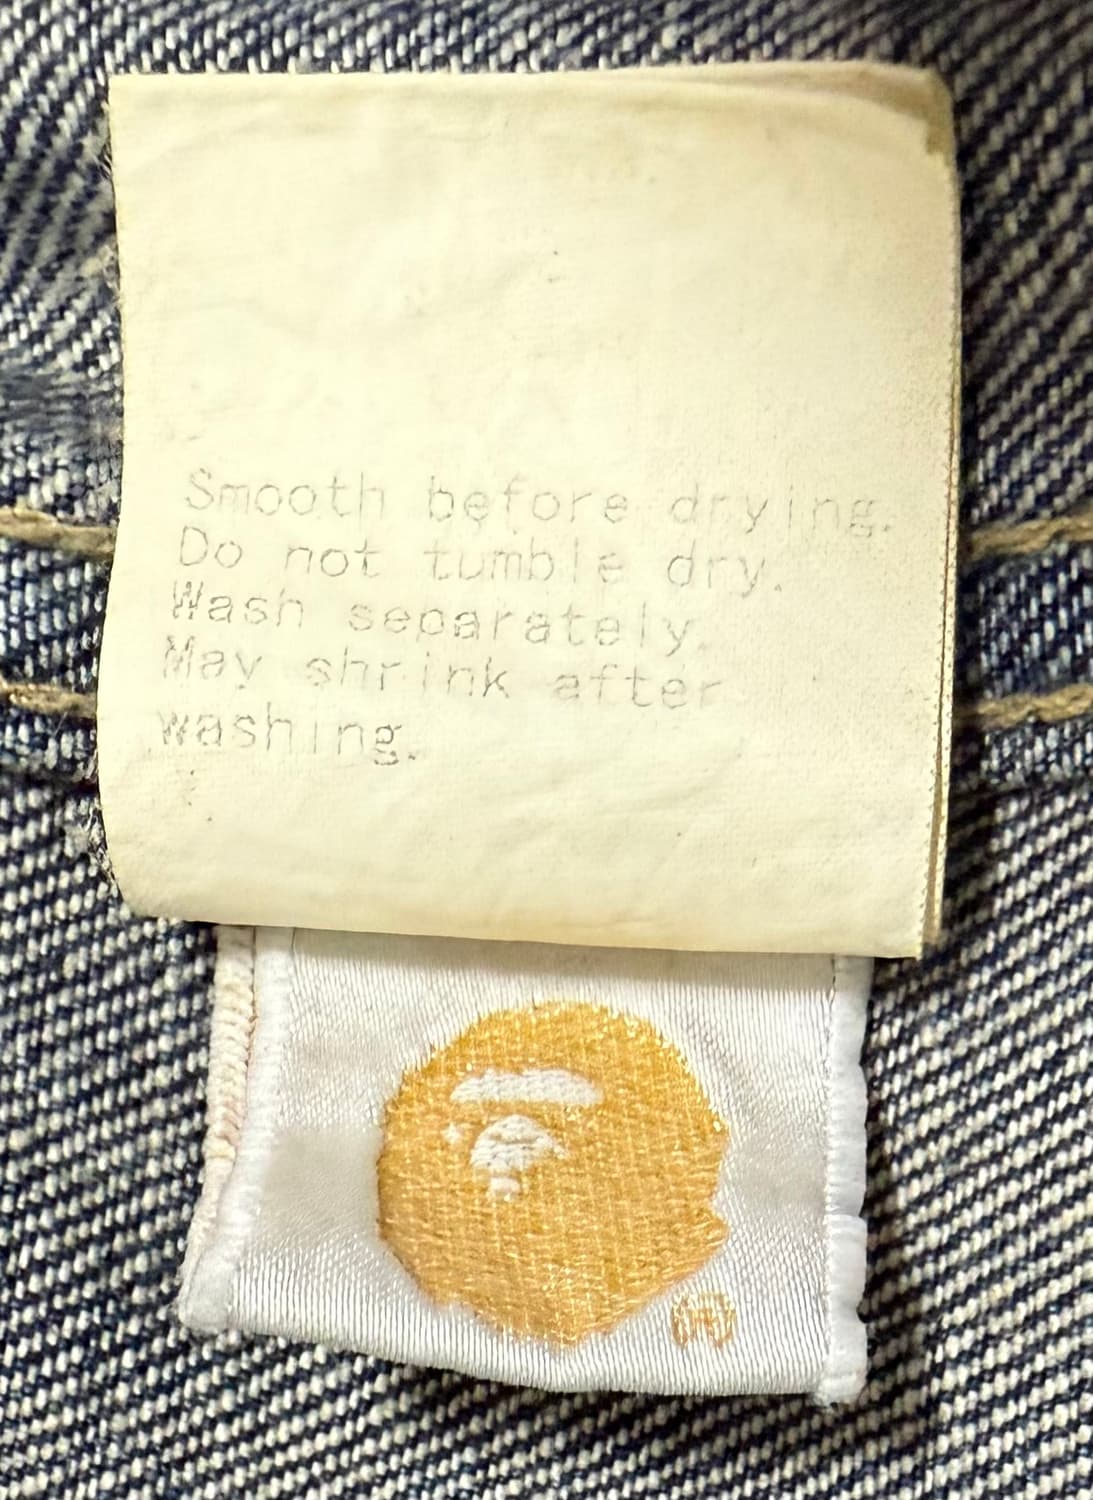 Smooth before drying.
Do not tumble dry.
Wash separately.
May shrink after
washing.
®